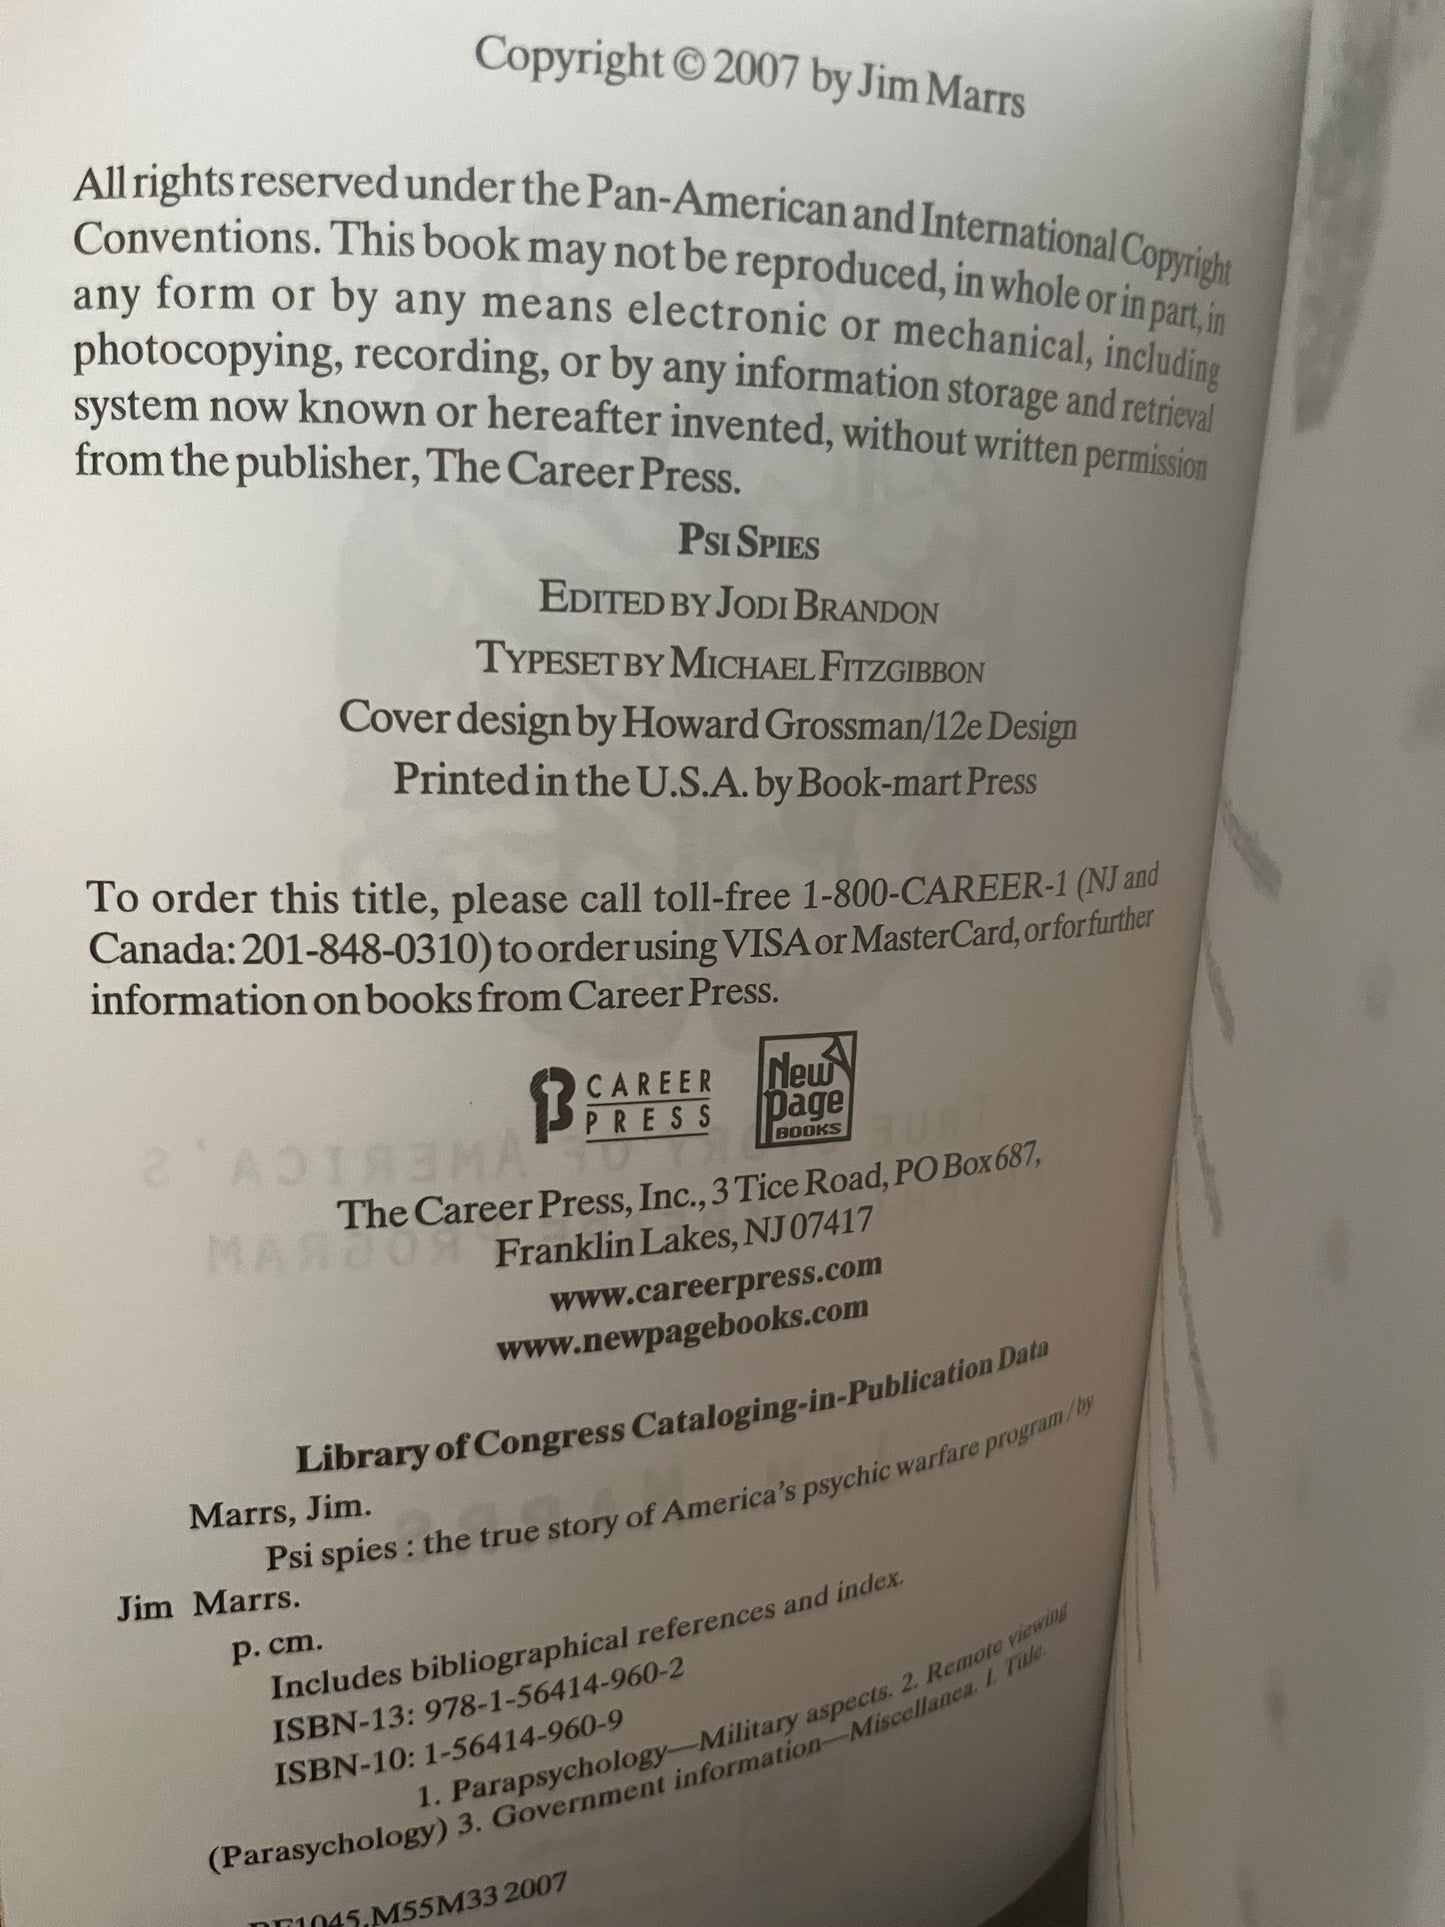 Copyright © 2007 by Jim Marrs
All rights reserved under the Pan-American and International Copyright
Conventions. This book may not be reproduced, in whole or in part, in
any form or by any means electronic or mechanical, including
photocopying, recording, or by any information storage and retrieval
system now known or hereafter invented, without written permission
from the publisher, The Career Press.
PSI SPIES
EDITED BY JODI BRANDON
TYPESET BY MICHAEL FITZGIBBON
Cover design by Howard Grossman/12e Design
Printed in the U.S.A. by Book-mart Press
To order this title, please call toll-free 1-800-CAREER-1 (NJ and
Canada: 201-848-0310) to order using VISA or MasterCard, or for further
information on books from Career Press.
CAREER
PRESS
New
Page
BOOKS
The Career Press, Inc., 3 Tice Road, PO Box 687,
Franklin Lakes, NJ 07417
www.careerpress.com
www.newpagebooks.com
Library of Congress Cataloging-in-Publication Data
Marrs, Jim.
Psi spies : the true story of America's psychic warfare program / by
Jim Marrs.
p. cm.
Includes bibliographical references and index.
ISBN-13: 978-1-56414-960-2
ISBN-10: 1-56414-960-9
1. Parapsychology—Military aspects. 2. Remote viewing
(Parasychology) 3. Government information—Miscellanea. I. Title.
BF1045.M55M33 2007